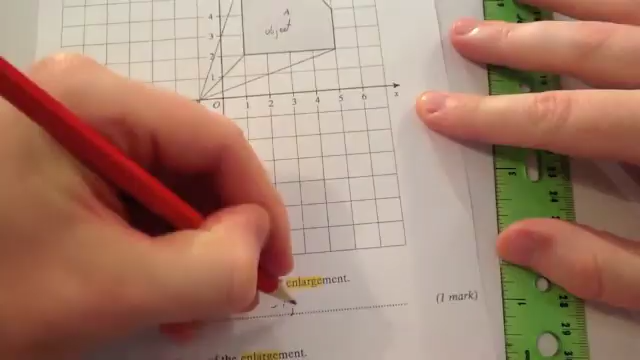 4
A
3
object
2
1
O 1 2 3 4 5 6 x
enlargement.
(1 mark)
of the enlargement.